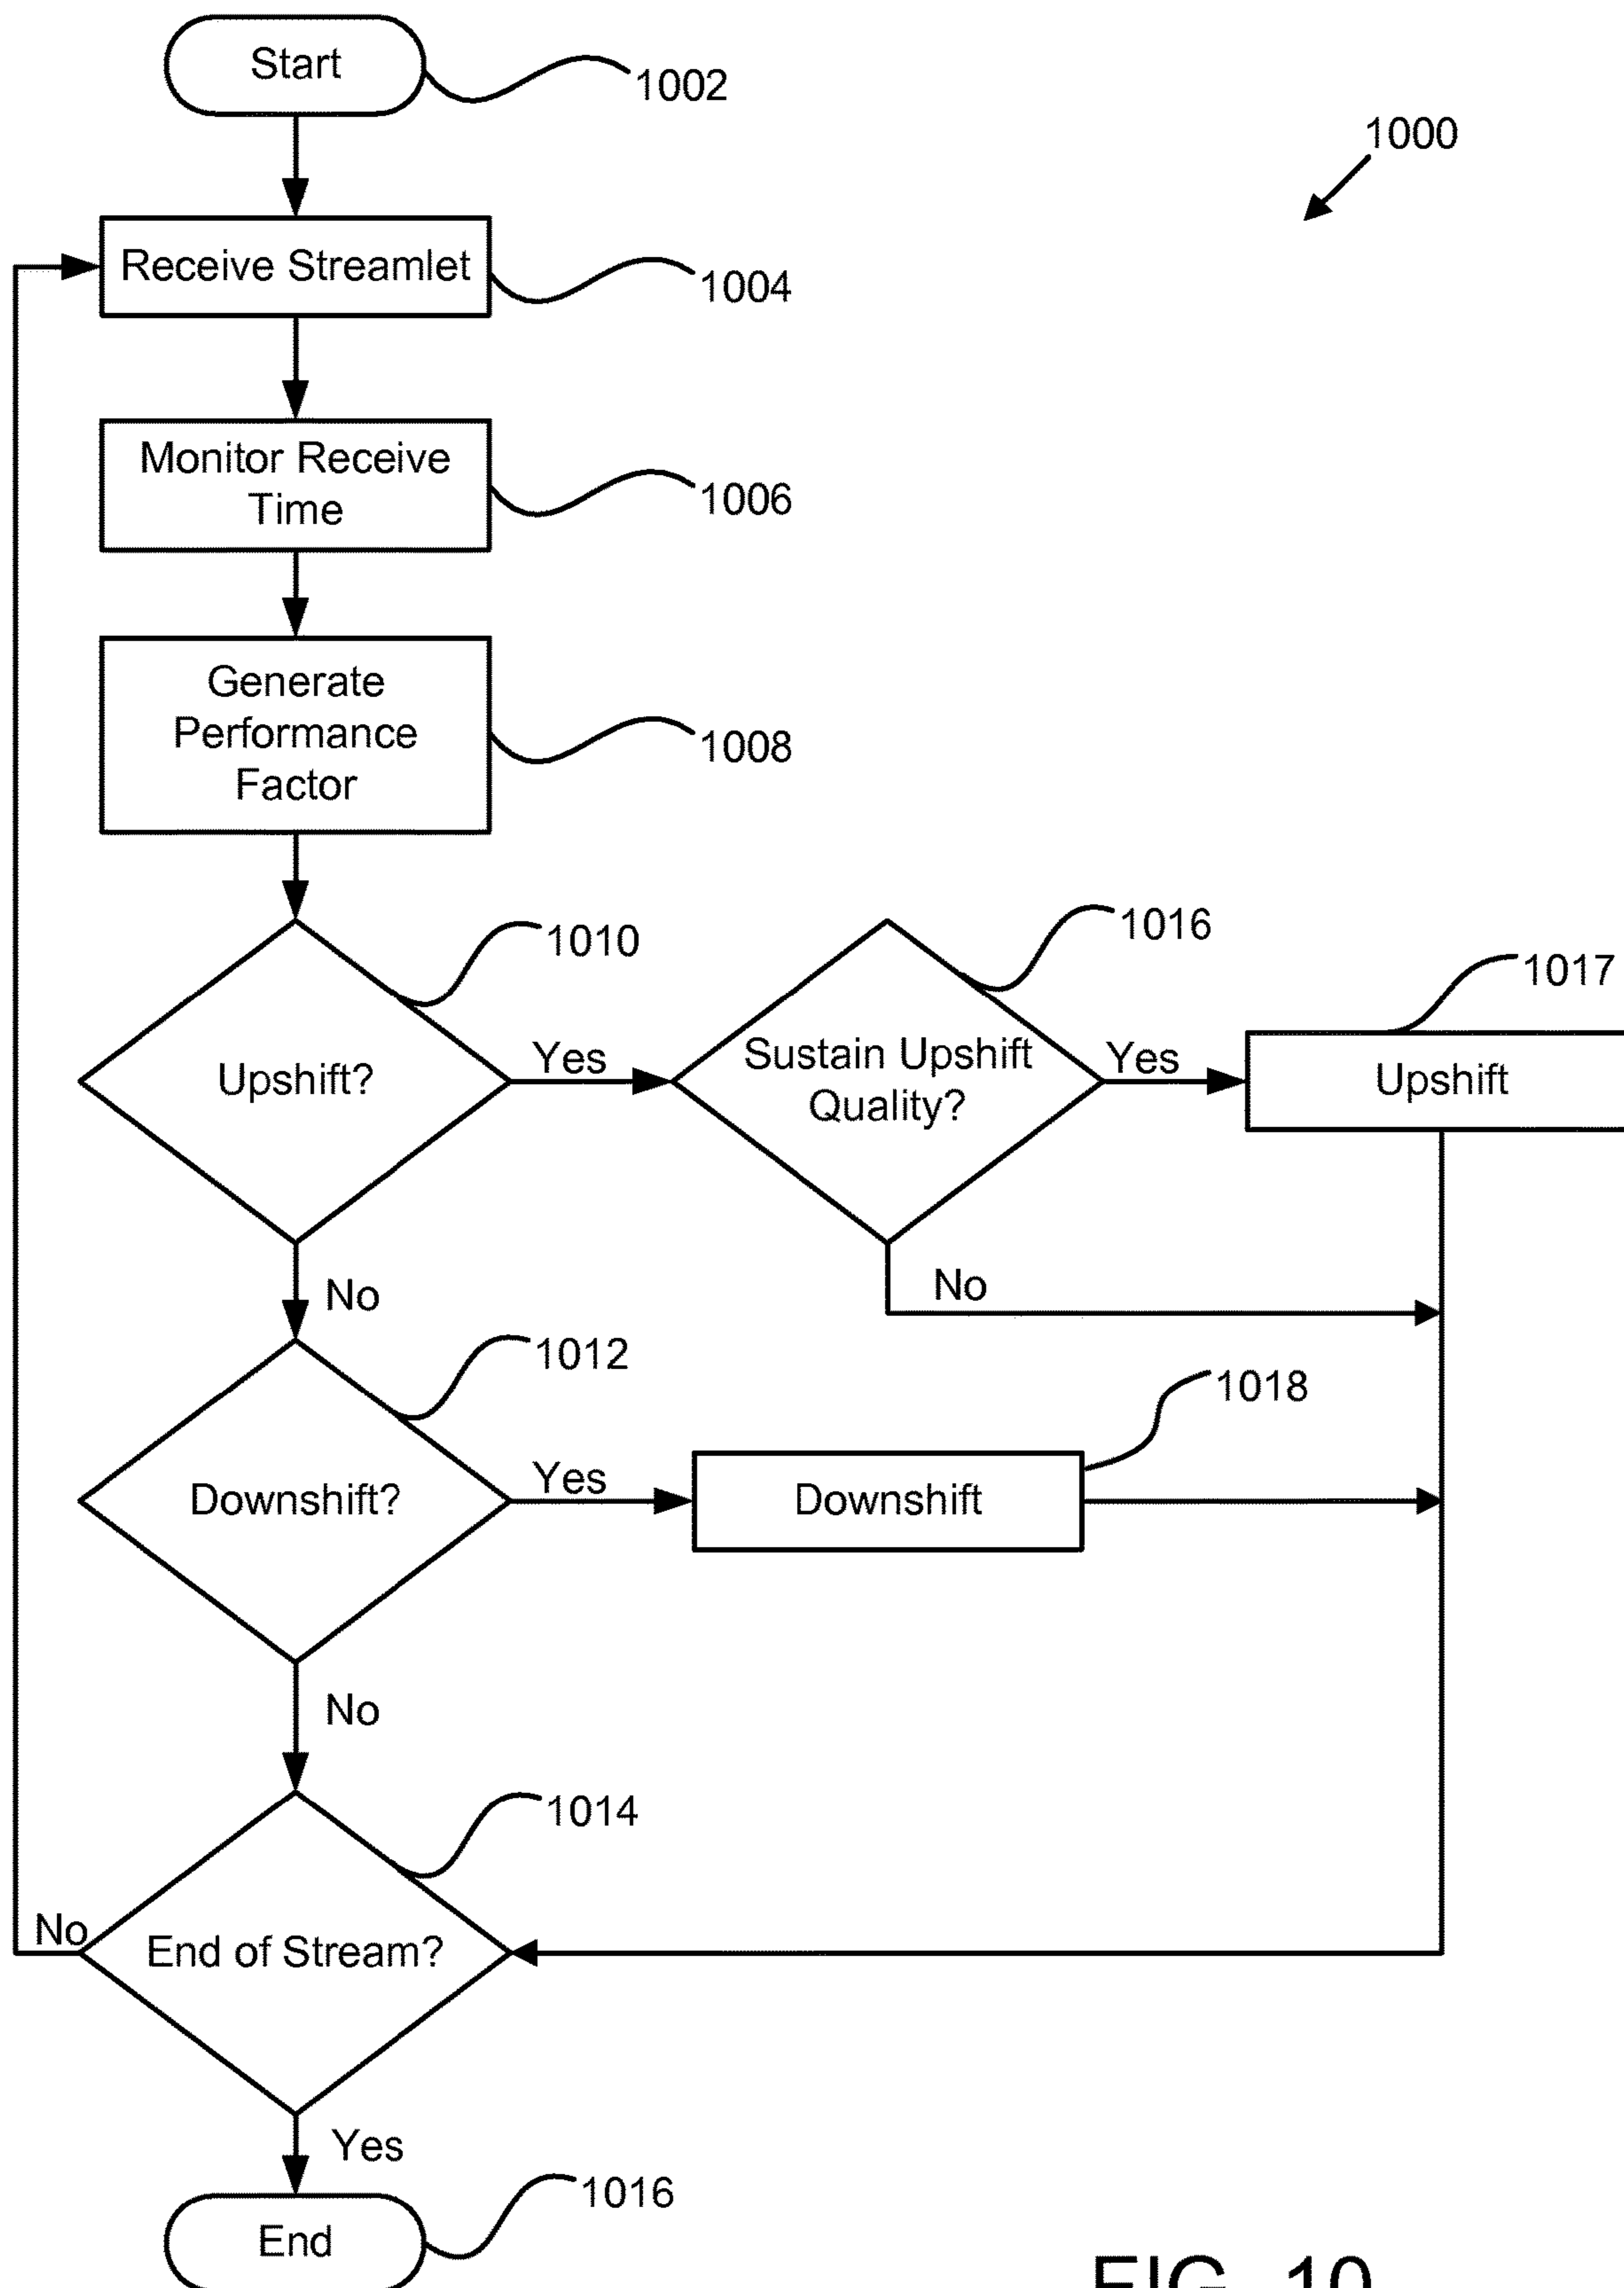 Start
1002
1000
Receive Streamlet
1004
Monitor Receive
Time
1006
Generate
Performance
Factor
1008
1010
1016
1017
Upshift?
Yes
Sustain Upshift
Quality?
Yes
Upshift
No
No
1012
1018
Downshift?
Yes
Downshift
No
1014
No
End of Stream?
Yes
1016
End
FIG. 10